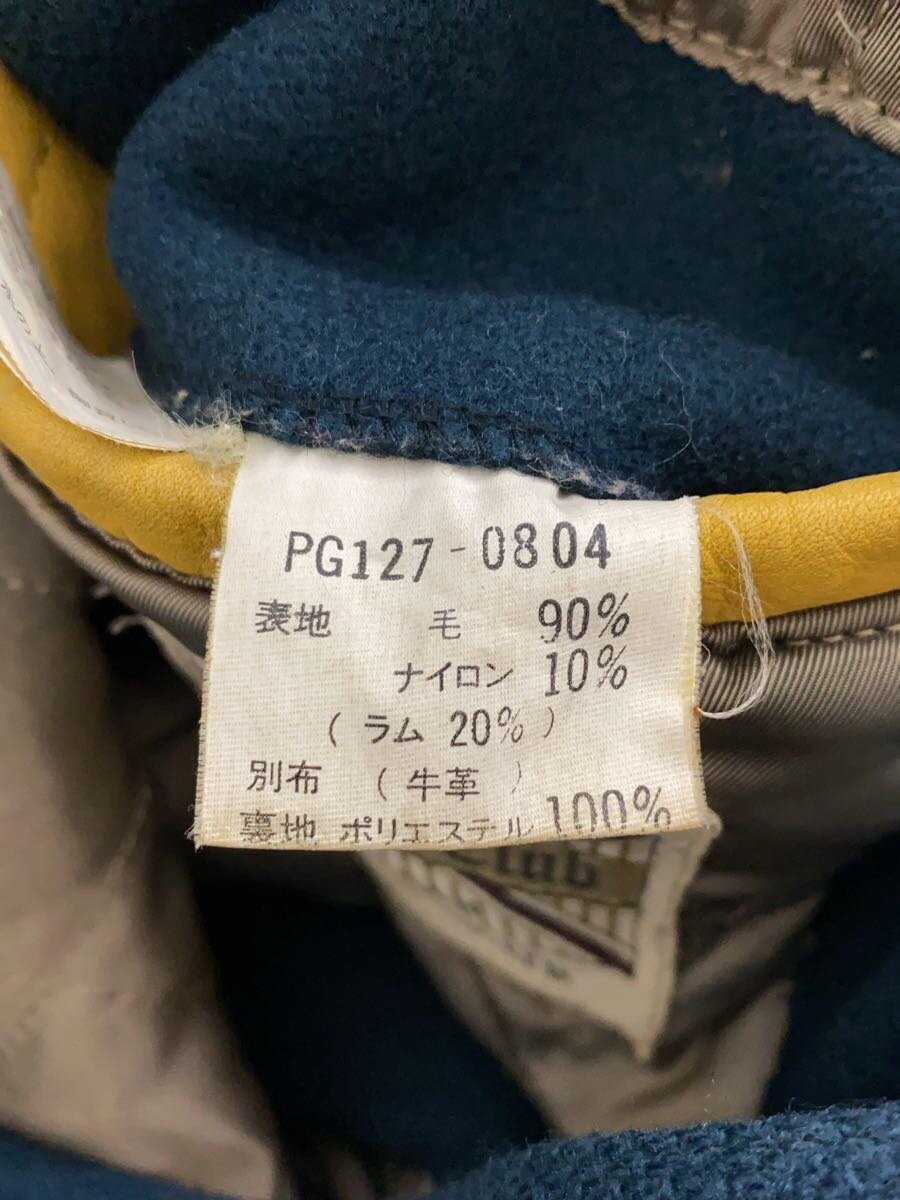 PG127-0804
表地 毛 90%
ナイロン 10%
( ラム 20% )
別布 ( 牛革 )
裏地 ポリエステル 100%